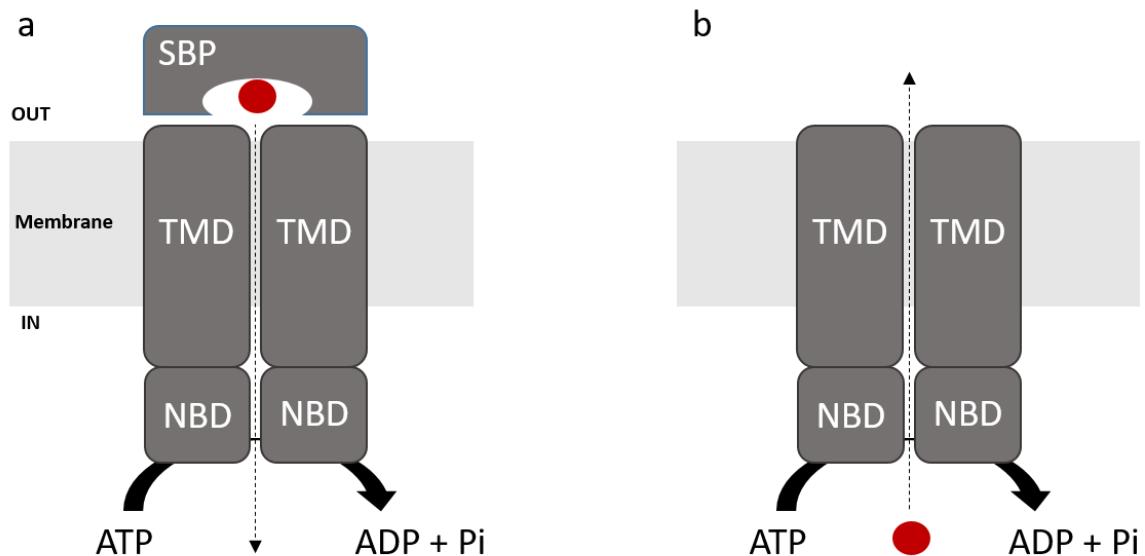 a
SBP
OUT
Membrane
TMD TMD
IN
NBD NBD
ATP ADP + Pi
b
TMD TMD
NBD NBD
ATP ADP + Pi